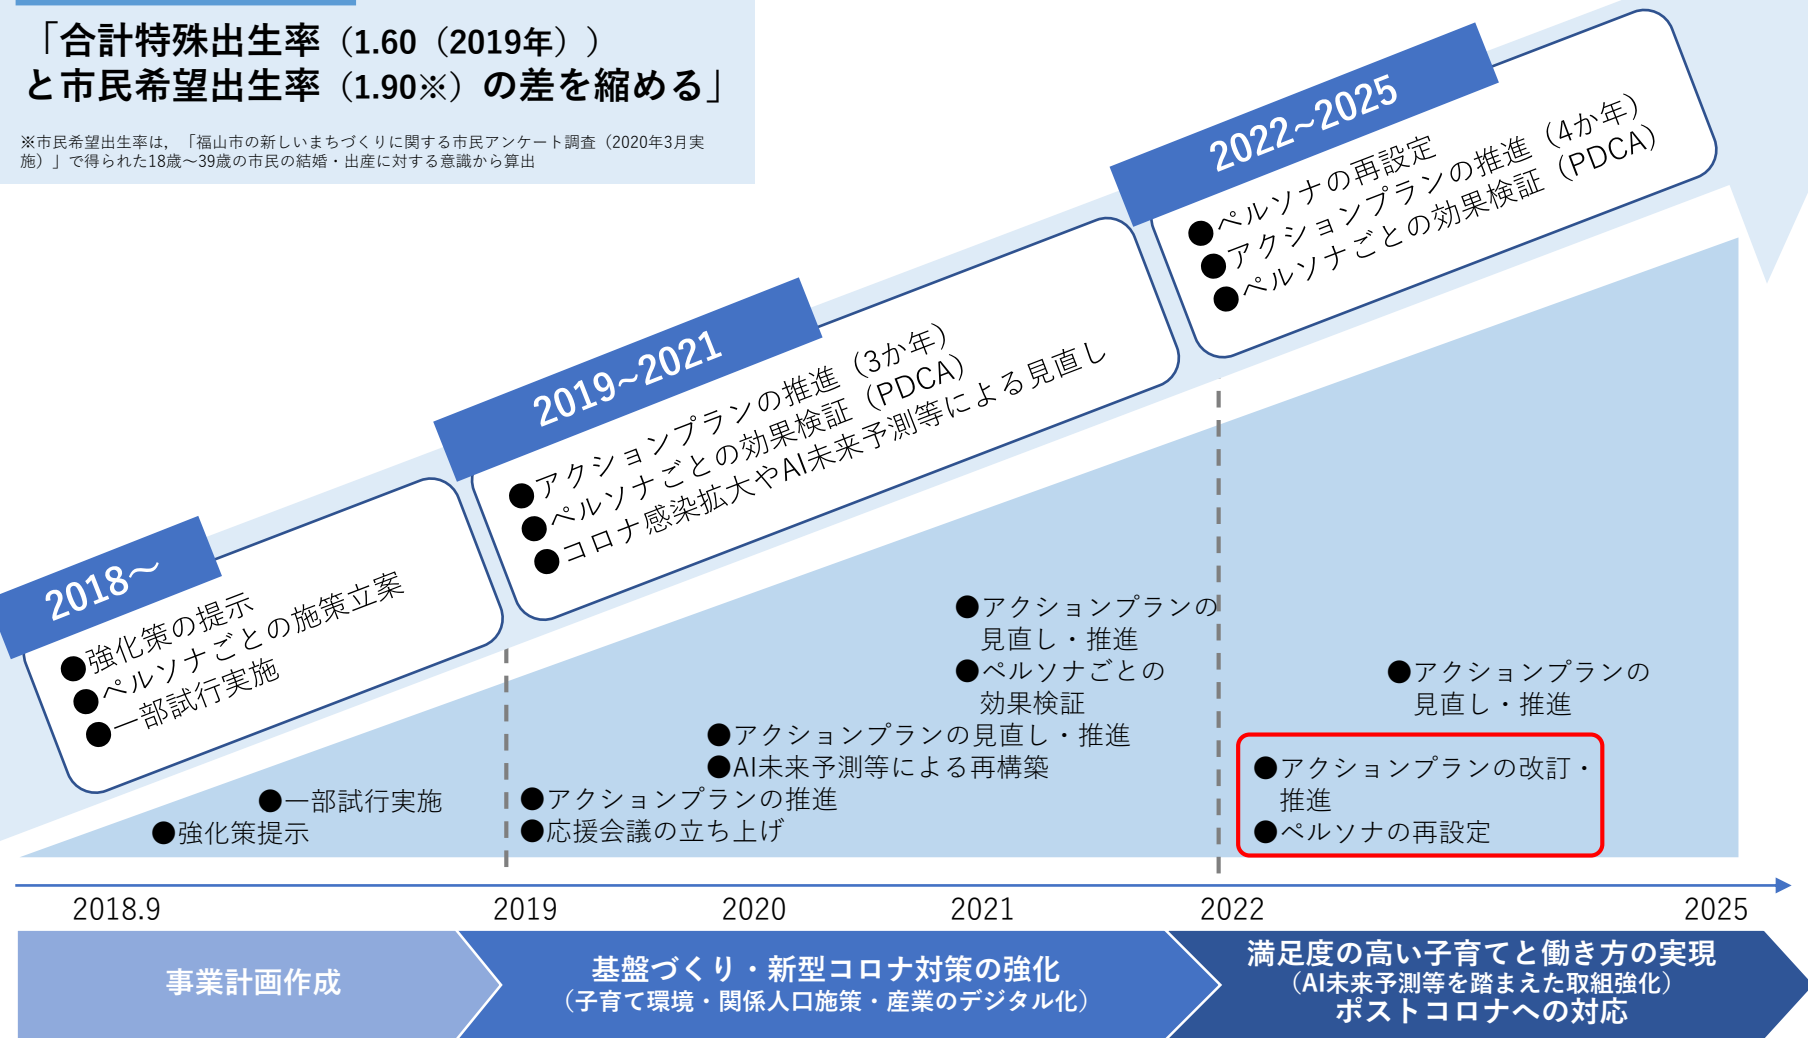 「合計特殊出生率（1.60（2019年））
と市民希望出生率（1.90※）の差を縮める」
※市民希望出生率は，「福山市の新しいまちづくりに関する市民アンケート調査（2020年3月実
施）」で得られた18歳～39歳の市民の結婚・出産に対する意識から算出
2022~2025
●ペルソナの再設定
●アクションプランの推進（4か年）
●ペルソナごとの効果検証（PDCA）
2019~2021
●アクションプランの推進（3か年）
●ペルソナごとの効果検証（PDCA）
●コロナ感染拡大やAI未来予測等による見直し
2018～
●強化策の提示
●ペルソナごとの施策立案
●一部試行実施
●一部試行実施
●強化策提示
●アクションプランの推進
●応援会議の立ち上げ
●アクションプランの見直し・推進
●AI未来予測等による再構築
●アクションプランの
見直し・推進
●ペルソナごとの
効果検証
●アクションプランの
見直し・推進
●アクションプランの改訂・
推進
●ペルソナの再設定
2018.9
2019
2020
2021
2022
2025
事業計画作成
基盤づくり・新型コロナ対策の強化
（子育て環境・関係人口施策・産業のデジタル化）
満足度の高い子育てと働き方の実現
（AI未来予測等を踏まえた取組強化）
ポストコロナへの対応